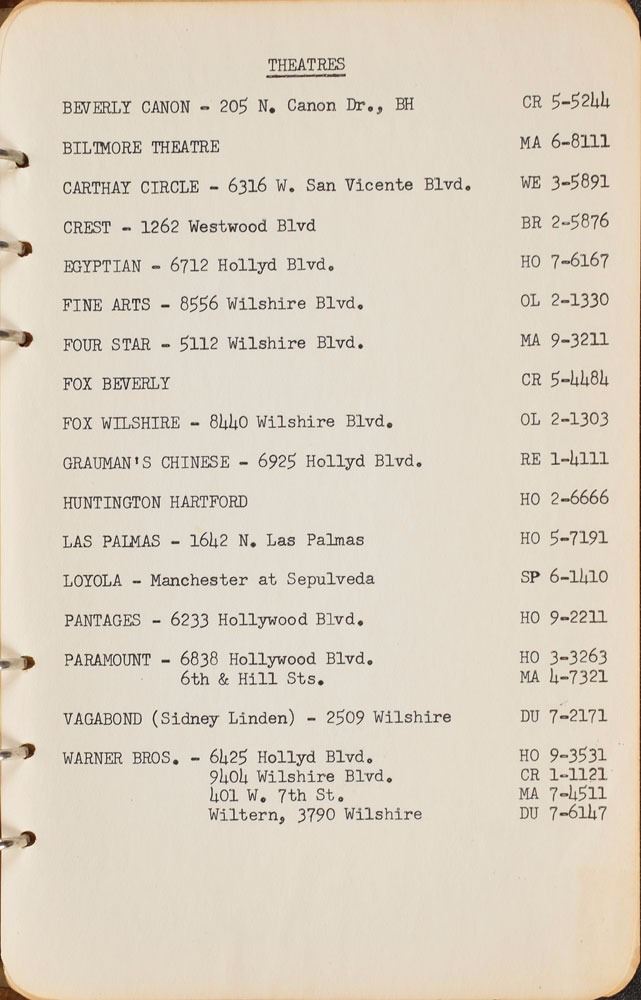 THEATRES
BEVERLY CANON - 205 N. Canon Dr., BH CR 5-5244
BILTMORE THEATRE MA 6-8111
CARTHAY CIRCLE - 6316 W. San Vicente Blvd. WE 3-5891
CREST - 1262 Westwood Blvd BR 2-5876
EGYPTIAN - 6712 Hollyd Blvd. HO 7-6167
FINE ARTS - 8556 Wilshire Blvd. OL 2-1330
FOUR STAR - 5112 Wilshire Blvd. MA 9-3211
FOX BEVERLY CR 5-4484
FOX WILSHIRE - 8440 Wilshire Blvd. OL 2-1303
GRAUMAN'S CHINESE - 6925 Hollyd Blvd. RE 1-4111
HUNTINGTON HARTFORD HO 2-6666
LAS PALMAS - 1642 N. Las Palmas HO 5-7191
LOYOLA - Manchester at Sepulveda SP 6-1410
PANTAGES - 6233 Hollywood Blvd. HO 9-2211
PARAMOUNT - 6838 Hollywood Blvd. HO 3-3263
6th & Hill Sts. MA 4-7321
VAGABOND (Sidney Linden) - 2509 Wilshire DU 7-2171
WARNER BROS. - 6425 Hollyd Blvd. HO 9-3531
9404 Wilshire Blvd. CR 1-1121
401 W. 7th St. MA 7-4511
Wiltern, 3790 Wilshire DU 7-6147